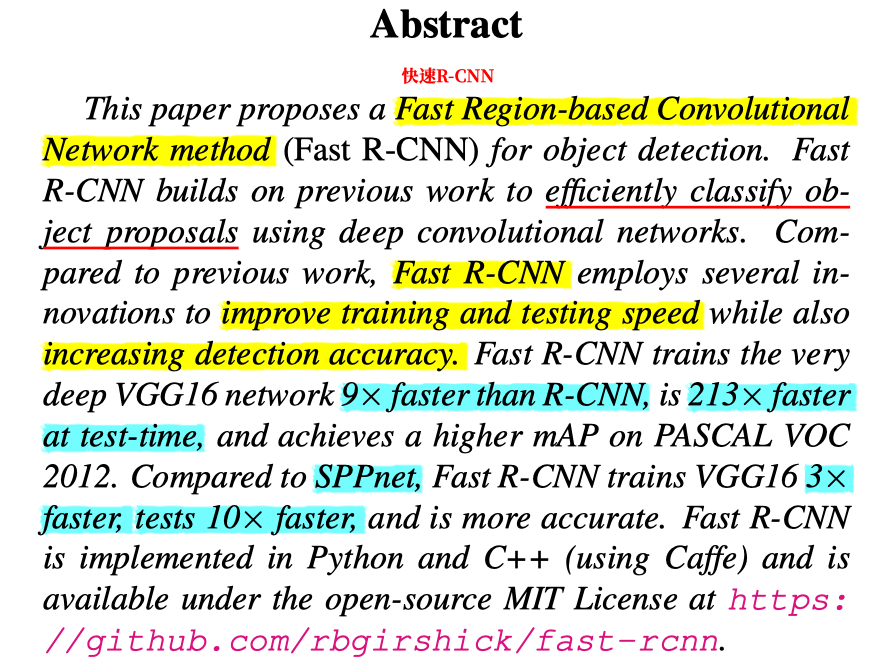 Abstract
快速R-CNN
This paper proposes a Fast Region-based Convolutional
Network method (Fast R-CNN) for object detection. Fast
R-CNN builds on previous work to efficiently classify ob-
ject proposals using deep convolutional networks. Com-
pared to previous work, Fast R-CNN employs several in-
novations to improve training and testing speed while also
increasing detection accuracy. Fast R-CNN trains the very
deep VGG16 network 9× faster than R-CNN, is 213× faster
at test-time, and achieves a higher mAP on PASCAL VOC
2012. Compared to SPPnet, Fast R-CNN trains VGG16 3×
faster, tests 10× faster, and is more accurate. Fast R-CNN
is implemented in Python and C++ (using Caffe) and is
available under the open-source MIT License at https:
//github.com/rbgirshick/fast-rcnn.